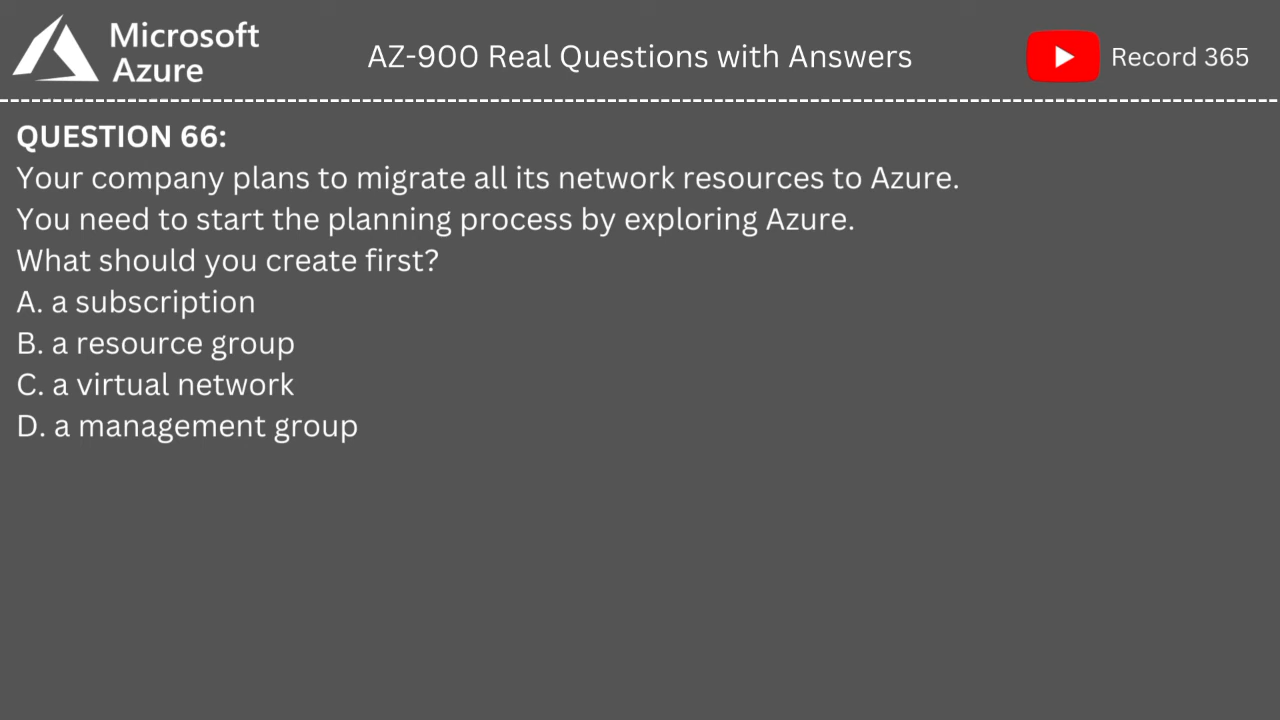 Microsoft
Azure
AZ-900 Real Questions with Answers
Record 365
QUESTION 66:
Your company plans to migrate all its network resources to Azure.
You need to start the planning process by exploring Azure.
What should you create first?
A. a subscription
B. a resource group
C. a virtual network
D. a management group